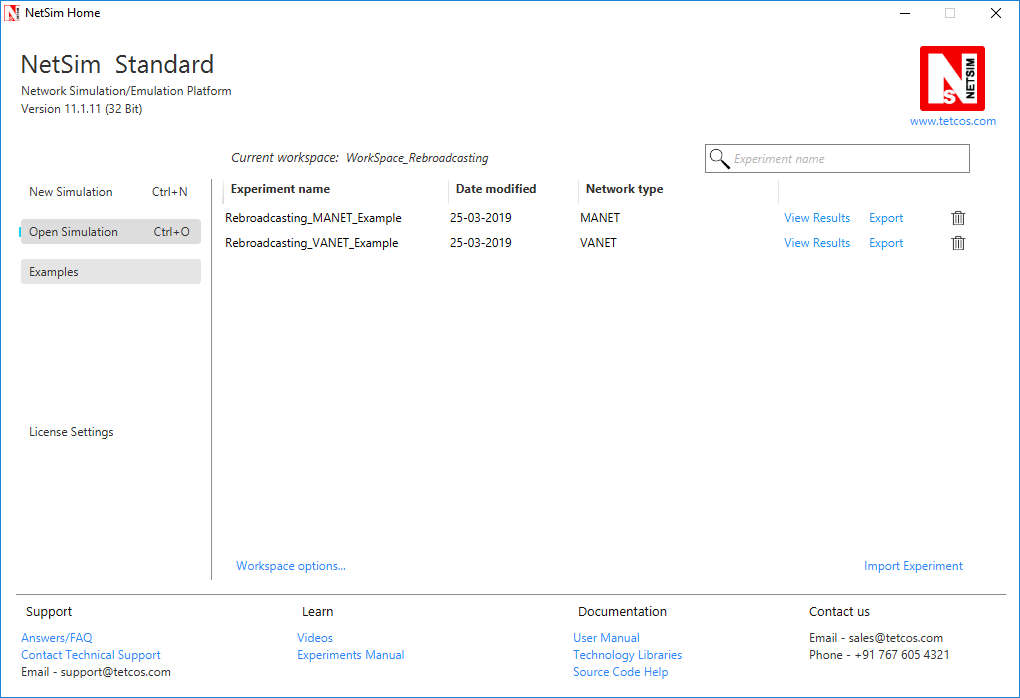 NetSim Home
NetSim Standard
Network Simulation/Emulation Platform
Version 11.1.11 (32 Bit)
NETSIM
www.tetcos.com
Current workspace: WorkSpace_Rebroadcasting
Experiment name
New Simulation Ctrl+N
Open Simulation Ctrl+O
Examples
License Settings
Experiment name Date modified Network type
Rebroadcasting_MANET_Example 25-03-2019 MANET View Results Export
Rebroadcasting_VANET_Example 25-03-2019 VANET View Results Export
Workspace options... Import Experiment
Support
Answers/FAQ
Contact Technical Support
Email - support@tetcos.com
Learn
Videos
Experiments Manual
Documentation
User Manual
Technology Libraries
Source Code Help
Contact us
Email - sales@tetcos.com
Phone - +91 767 605 4321